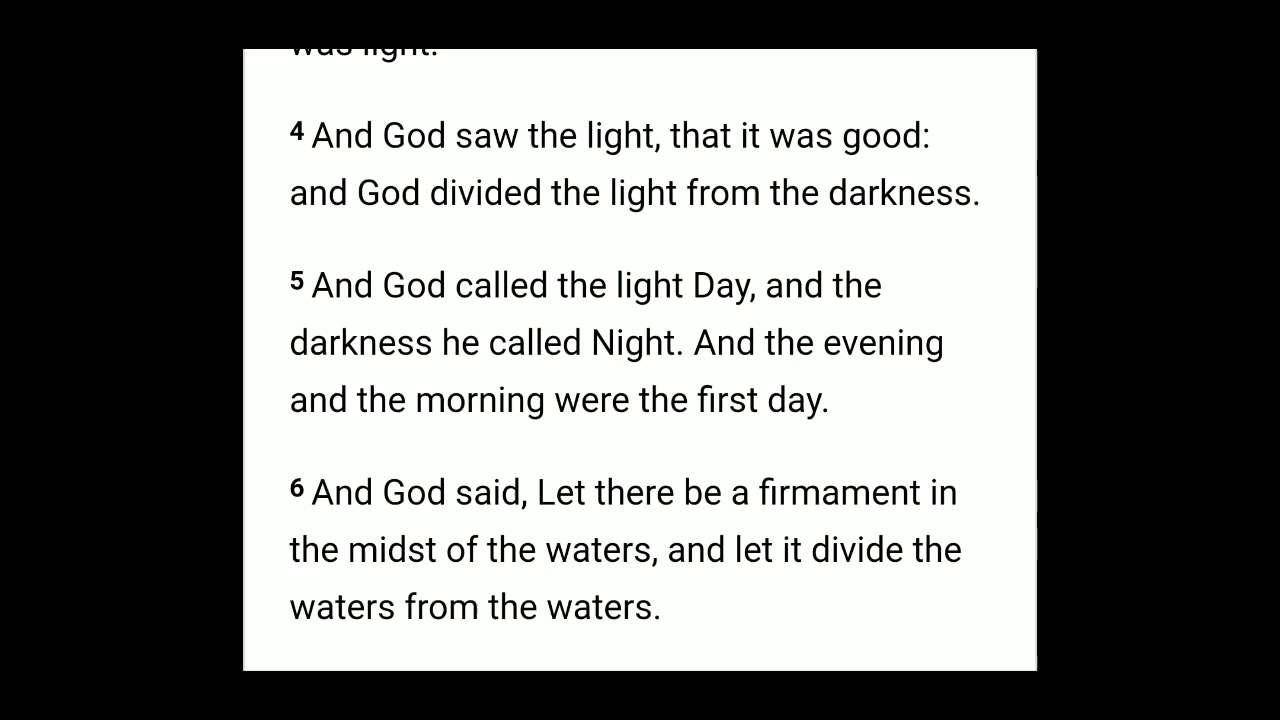 was light.
4 And God saw the light, that it was good:
and God divided the light from the darkness.
5 And God called the light Day, and the
darkness he called Night. And the evening
and the morning were the first day.
6 And God said, Let there be a firmament in
the midst of the waters, and let it divide the
waters from the waters.